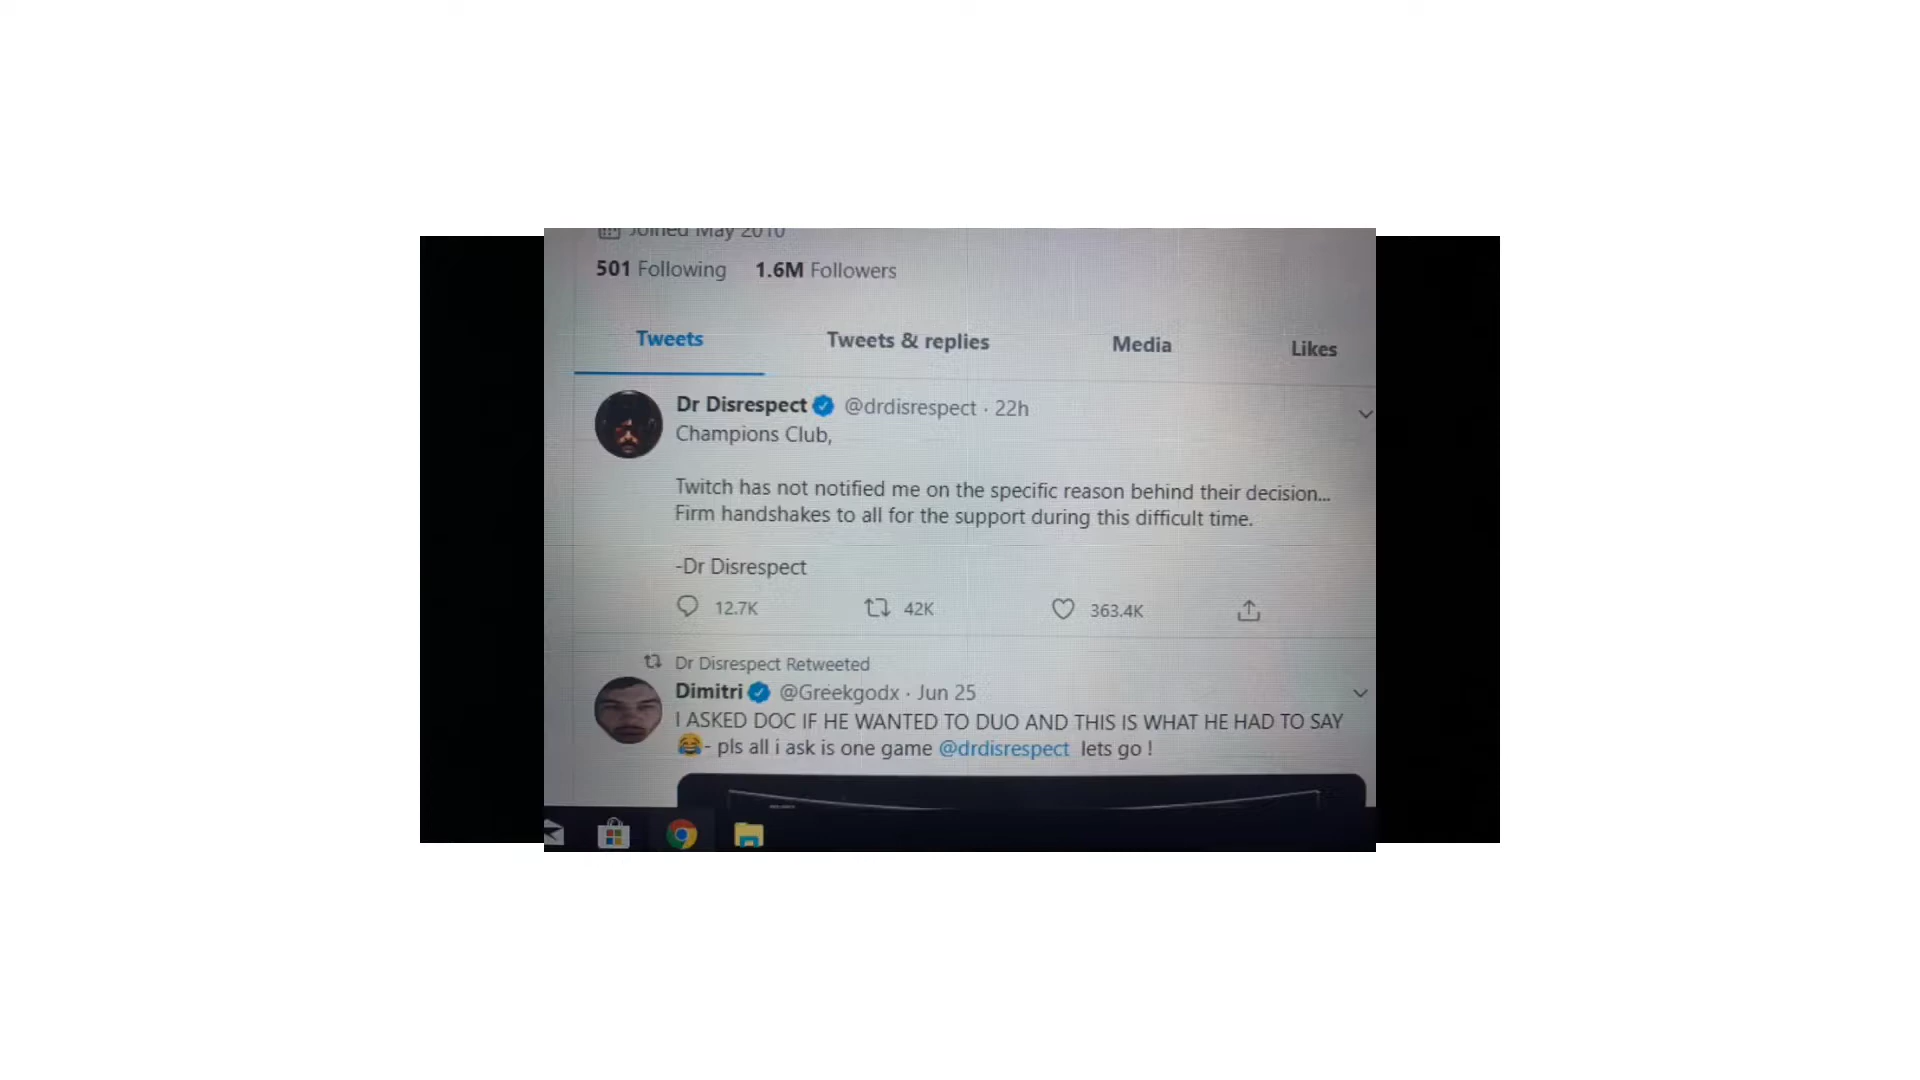 Joined May 2010
501 Following 1.6M Followers
Tweets Tweets & replies Media Likes
Dr Disrespect @drdisrespect · 22h
Champions Club,
Twitch has not notified me on the specific reason behind their decision...
Firm handshakes to all for the support during this difficult time.
-Dr Disrespect
12.7K 42K 363.4K
Dr Disrespect Retweeted
Dimitri @Greekgodx · Jun 25
I ASKED DOC IF HE WANTED TO DUO AND THIS IS WHAT HE HAD TO SAY
😂- pls all i ask is one game @drdisrespect lets go !